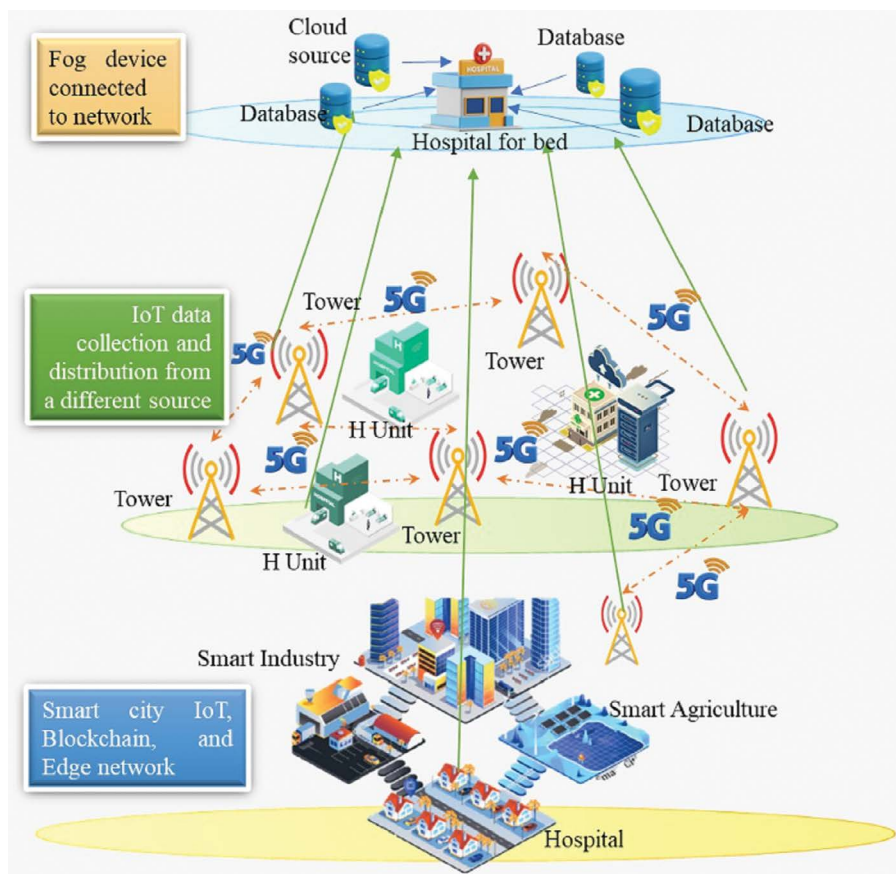 Cloud
source
Database
Fog device
connected
to network
HOSPITAL
Database
Database
Hospital for bed
IoT data
collection and
distribution from
a different source
Tower
5G
5G
5G
Tower
H
H Unit
5G
5G
H
Tower
H Unit
Tower
H Unit
Tower
5G
5G
Smart Industry
Smart Agriculture
Smart city IoT,
Blockchain, and
Edge network
Hospital